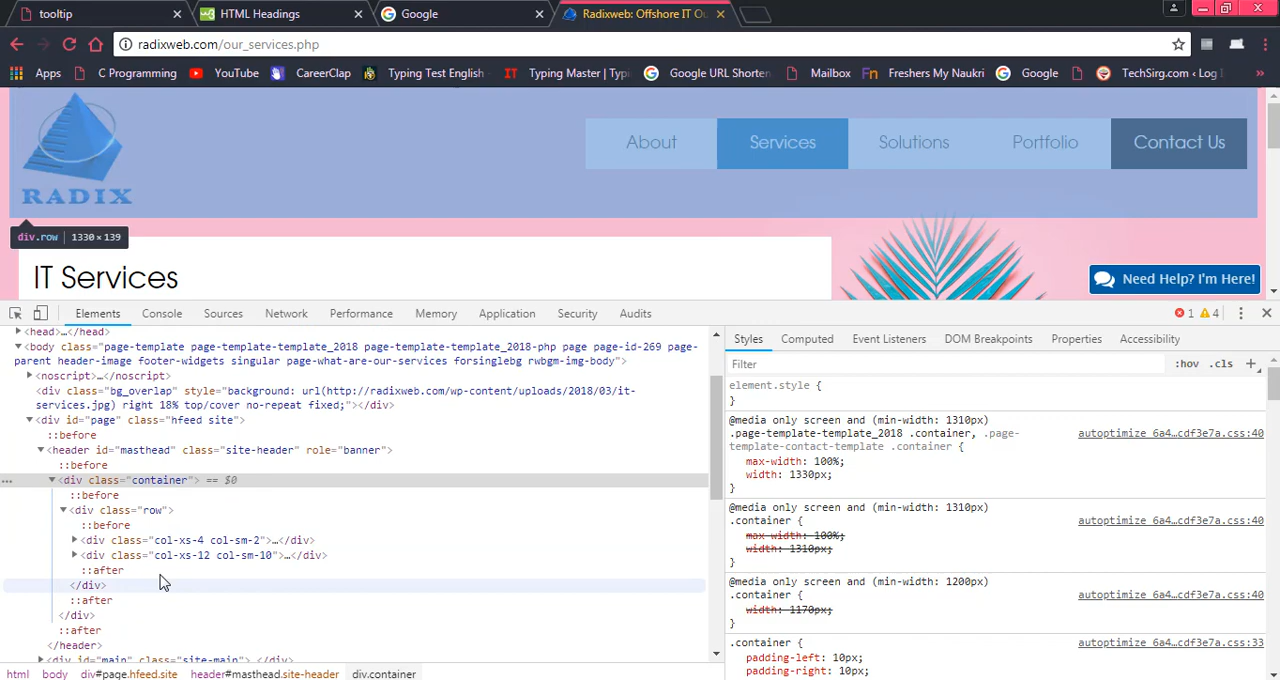 tooltip
HTML Headings
Google
Radixweb: Offshore IT Ou
radixweb.com/our_services.php
Apps
C Programming
YouTube
CareerClap
Typing Test English
Typing Master | Typi
Google URL Shorten
Mailbox
Freshers My Naukri
Google
TechSirg.com ‹ Log I
RADIX
About
Services
Solutions
Portfolio
Contact Us
div.row | 1330 × 139
IT Services
Need Help? I'm Here!
Elements
Console
Sources
Network
Performance
Memory
Application
Security
Audits
1
4
<head>…</head>
<body class="page-template page-template-template_2018 page-template-template_2018-php page page-id-269 page-
parent header-image footer-widgets singular page-what-are-our-services forsinglebg rwbgm-img-body">
<noscript>…</noscript>
<div class="bg_overlap" style="background: url(http://radixweb.com/wp-content/uploads/2018/03/it-
services.jpg) right 18% top/cover no-repeat fixed;"></div>
<div id="page" class="hfeed site">
::before
<header id="masthead" class="site-header" role="banner">
::before
… <div class="container"> == $0
::before
<div class="row">
::before
<div class="col-xs-4 col-sm-2">…</div>
<div class="col-xs-12 col-sm-10">…</div>
::after
</div>
::after
</div>
::after
</header>
<div id="main" class="site-main">…</div>
html
body
div#page.hfeed.site
header#masthead.site-header
div.container
Styles
Computed
Event Listeners
DOM Breakpoints
Properties
Accessibility
Filter
:hov
.cls
+
element.style {
}
@media only screen and (min-width: 1310px)
.page-template-template_2018 .container, .page- autoptimize_6a4…cdf3e7a.css:40
template-contact-template .container {
max-width: 100%;
width: 1330px;
}
@media only screen and (min-width: 1310px)
.container { autoptimize_6a4…cdf3e7a.css:40
max-width: 100%;
width: 1310px;
}
@media only screen and (min-width: 1200px)
.container { autoptimize_6a4…cdf3e7a.css:40
width: 1170px;
}
.container { autoptimize_6a4…cdf3e7a.css:33
padding-left: 10px;
padding-right: 10px;